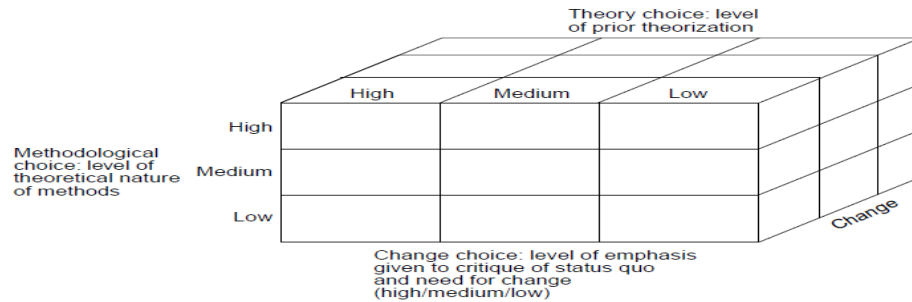 Theory choice: level
of prior theorization
High
Medium
Low
High
Methodological
choice: level of
theoretical nature
of methods
Medium
Low
Change
Change choice: level of emphasis
given to critique of status quo
and need for change
(high/medium/low)